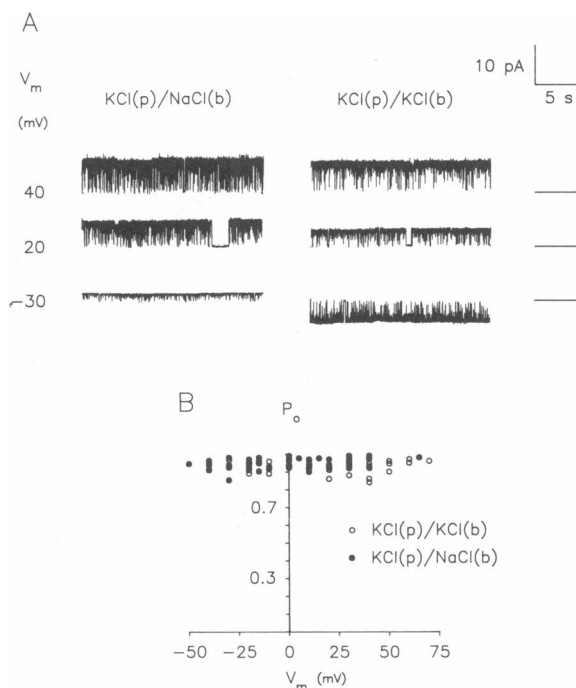 A
10 pA
5 s
V_m
(mV)
KCl(p)/NaCl(b)
KCl(p)/KCl(b)
40
20
-30
B
P_o
0.7
0.3
KCl(p)/KCl(b)
KCl(p)/NaCl(b)
-50 -25 0 25 50 75
V_m (mV)